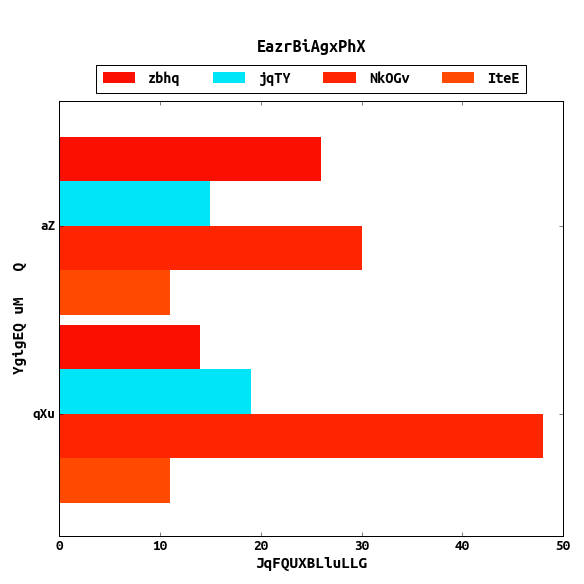 EazrBiAgxPhX
zbhq jqTY NkOGv IteE
YgigEQ uM   Q
aZ
qXu
0 10 20 30 40 50
JqFQUXBLluLLG